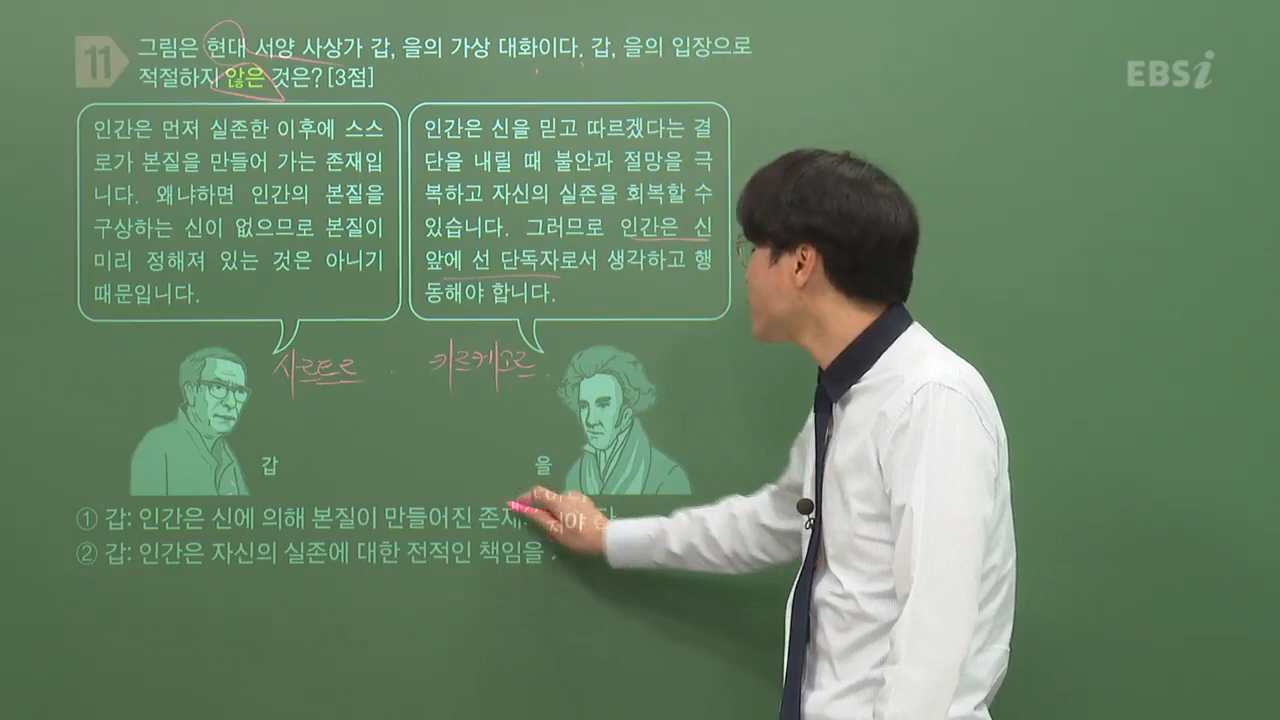 11
그림은 현대 서양 사상가 갑, 을의 가상 대화이다. 갑, 을의 입장으로
적절하지 않은 것은? [3점]
EBSi
인간은 먼저 실존한 이후에 스스
로가 본질을 만들어 가는 존재입
니다. 왜냐하면 인간의 본질을
구상하는 신이 없으므로 본질이
미리 정해져 있는 것은 아니기
때문입니다.
인간은 신을 믿고 따르겠다는 결
단을 내릴 때 불안과 절망을 극
복하고 자신의 실존을 회복할 수
있습니다. 그러므로 인간은 신
앞에 선 단독자로서 생각하고 행
동해야 합니다.
사르트르
키르케고르
갑
을
① 갑: 인간은 신에 의해 본질이 만들어진
② 갑: 인간은 자신의 실존에 대한 전적인 책임을